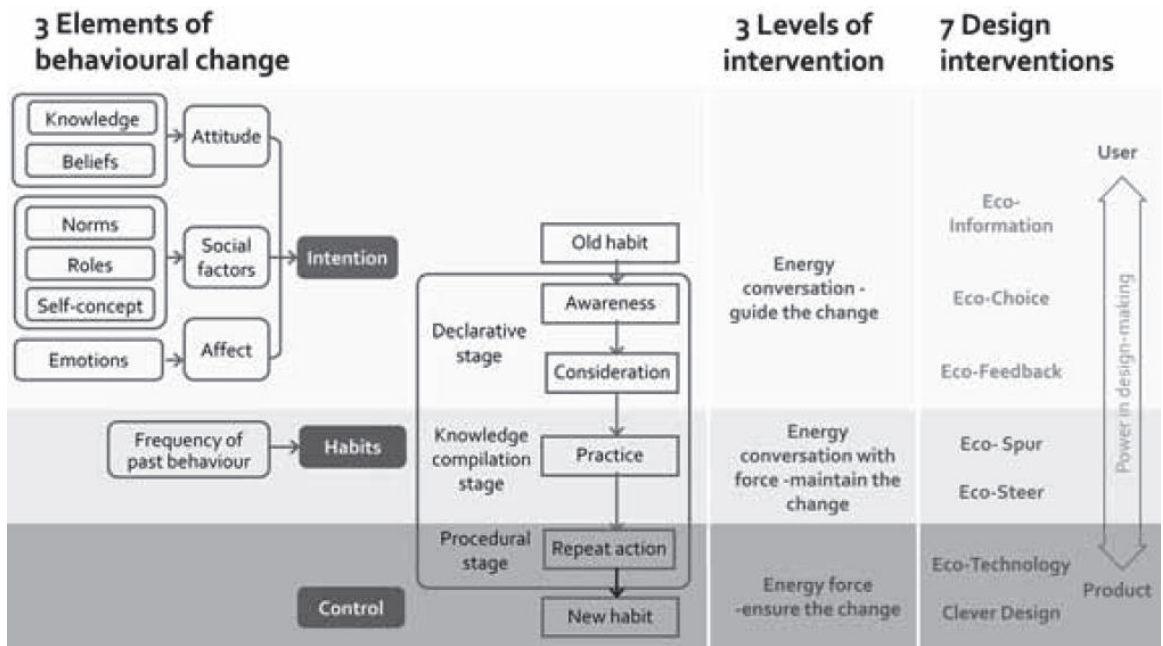 3 Elements of
behavioural change
3 Levels of
intervention
7 Design
interventions
Knowledge
Beliefs
Attitude
Norms
Roles
Self-concept
Social
factors
Emotions
Affect
Intention
Frequency of
past behaviour
Habits
Control
Declarative
stage
Knowledge
compilation
stage
Procedural
stage
Old habit
Awareness
Consideration
Practice
Repeat action
New habit
Energy
conversation -
guide the change
Energy
conversation with
force -maintain the
change
Energy force
-ensure the change
Eco-
Information
Eco-Choice
Eco-Feedback
Eco- Spur
Eco-Steer
Eco-Technology
Clever Design
User
Power in design-making
Product